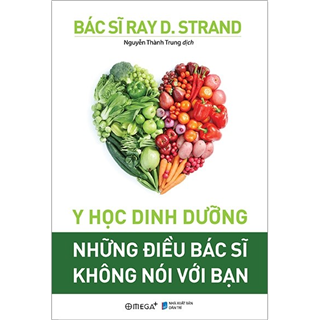 BÁC SĨ RAY D. STRAND
Nguyễn Thành Trung dịch
Y HỌC DINH DƯỠNG
NHỮNG ĐIỀU BÁC SĨ
KHÔNG NÓI VỚI BẠN
OMEGA+
NHÀ XUẤT BẢN
DÂN TRÍ